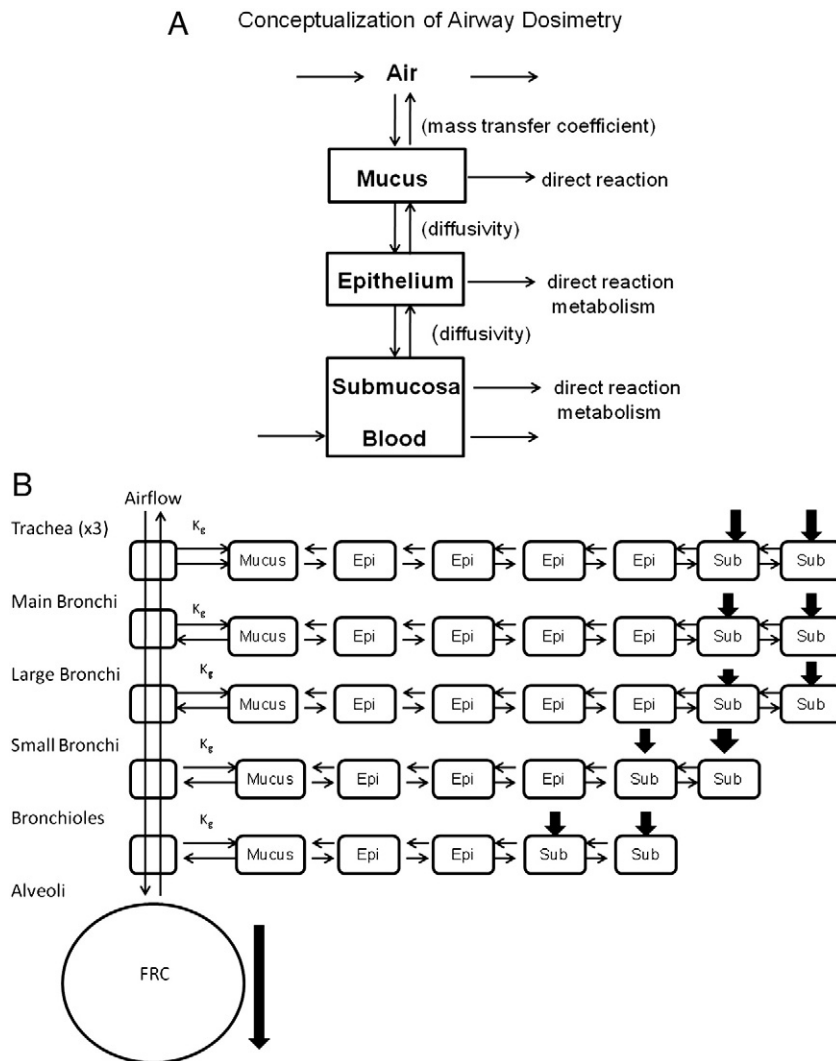 A Conceptualization of Airway Dosimetry
Air
(mass transfer coefficient)
Mucus direct reaction
(diffusivity)
Epithelium direct reaction
metabolism
(diffusivity)
Submucosa direct reaction
metabolism
Blood
B
Airflow
Trachea (x3) Kg
Mucus Epi Epi Epi Epi Sub Sub
Main Bronchi Kg
Mucus Epi Epi Epi Epi Sub Sub
Large Bronchi Kg
Mucus Epi Epi Epi Epi Sub Sub
Small Bronchi Kg
Mucus Epi Epi Epi Sub Sub
Bronchioles Kg
Mucus Epi Epi Sub Sub
Alveoli
FRC